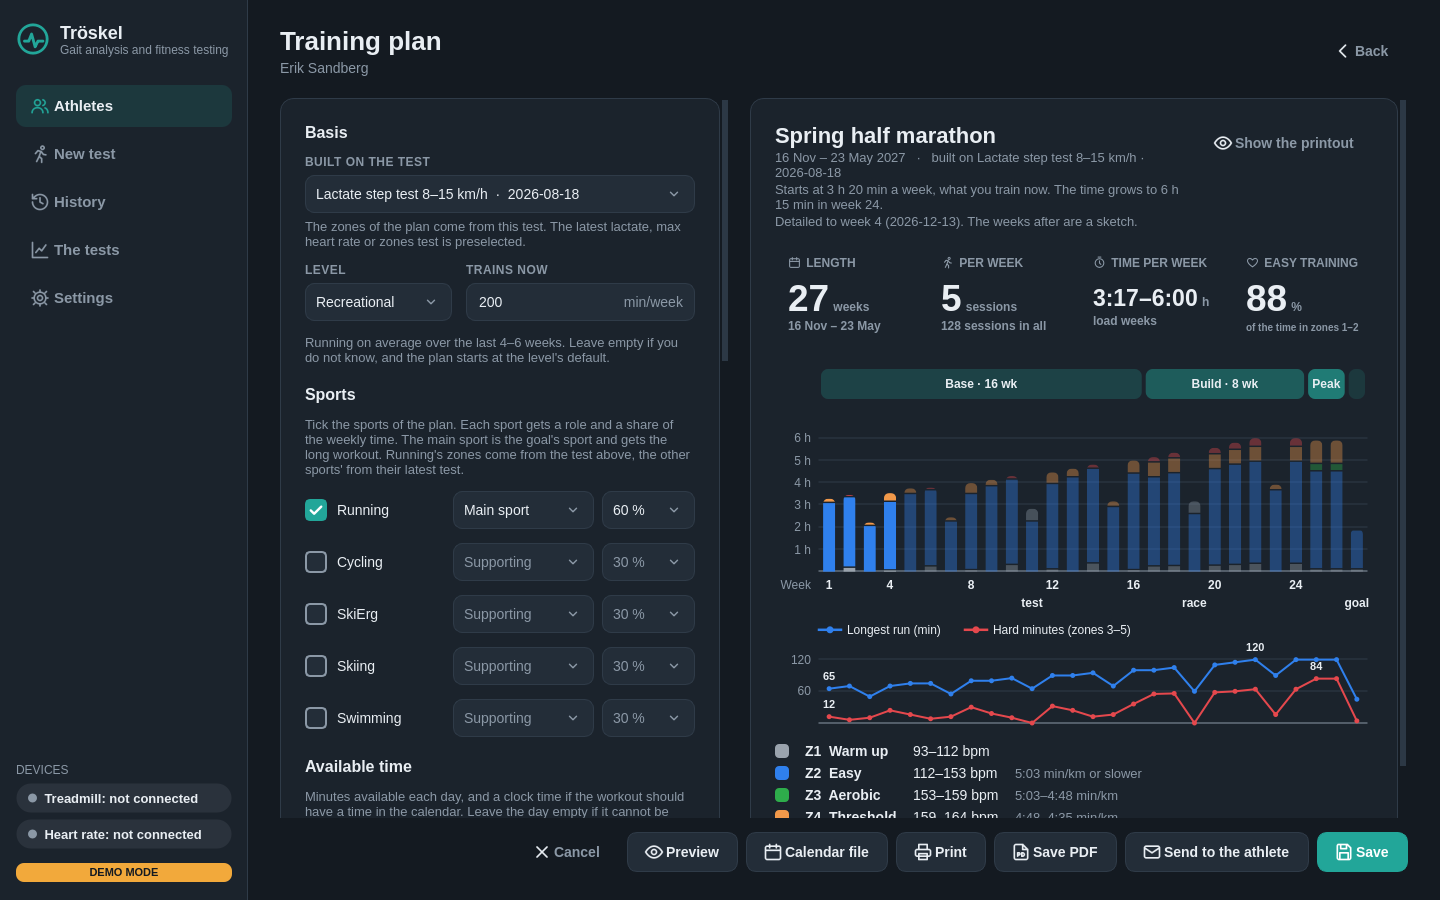 Tröskel
Gait analysis and fitness testing
Athletes
New test
History
The tests
Settings
DEVICES
Treadmill: not connected
Heart rate: not connected
DEMO MODE
Training plan
Erik Sandberg
Back
Basis
BUILT ON THE TEST
Lactate step test 8–15 km/h · 2026-08-18
The zones of the plan come from this test. The latest lactate, max
heart rate or zones test is preselected.
LEVEL
TRAINS NOW
Recreational
200
min/week
Running on average over the last 4–6 weeks. Leave empty if you
do not know, and the plan starts at the level's default.
Sports
Tick the sports of the plan. Each sport gets a role and a share of
the weekly time. The main sport is the goal's sport and gets the
long workout. Running's zones come from the test above, the other
sports' from their latest test.
Running
Main sport
60 %
Cycling
Supporting
30 %
SkiErg
Supporting
30 %
Skiing
Supporting
30 %
Swimming
Supporting
30 %
Available time
Minutes available each day, and a clock time if the workout should
have a time in the calendar. Leave the day empty if it cannot be
Spring half marathon
Show the printout
16 Nov – 23 May 2027 · built on Lactate step test 8–15 km/h ·
2026-08-18
Starts at 3 h 20 min a week, what you train now. The time grows to 6 h
15 min in week 24.
Detailed to week 4 (2026-12-13). The weeks after are a sketch.
LENGTH
27 weeks
16 Nov – 23 May
PER WEEK
5 sessions
128 sessions in all
TIME PER WEEK
3:17–6:00 h
load weeks
EASY TRAINING
88 %
of the time in zones 1–2
Base · 16 wk
Build · 8 wk
Peak
6 h
5 h
4 h
3 h
2 h
1 h
Week 1 4 8 12 16 20 24
test race goal
Longest run (min)
Hard minutes (zones 3–5)
120
60
65
12
120
84
Z1 Warm up 93–112 bpm
Z2 Easy 112–153 bpm 5:03 min/km or slower
Z3 Aerobic 153–159 bpm 5:03–4:48 min/km
Z4 Threshold 159–164 bpm 4:48–4:35 min/km
Cancel
Preview
Calendar file
Print
Save PDF
Send to the athlete
Save